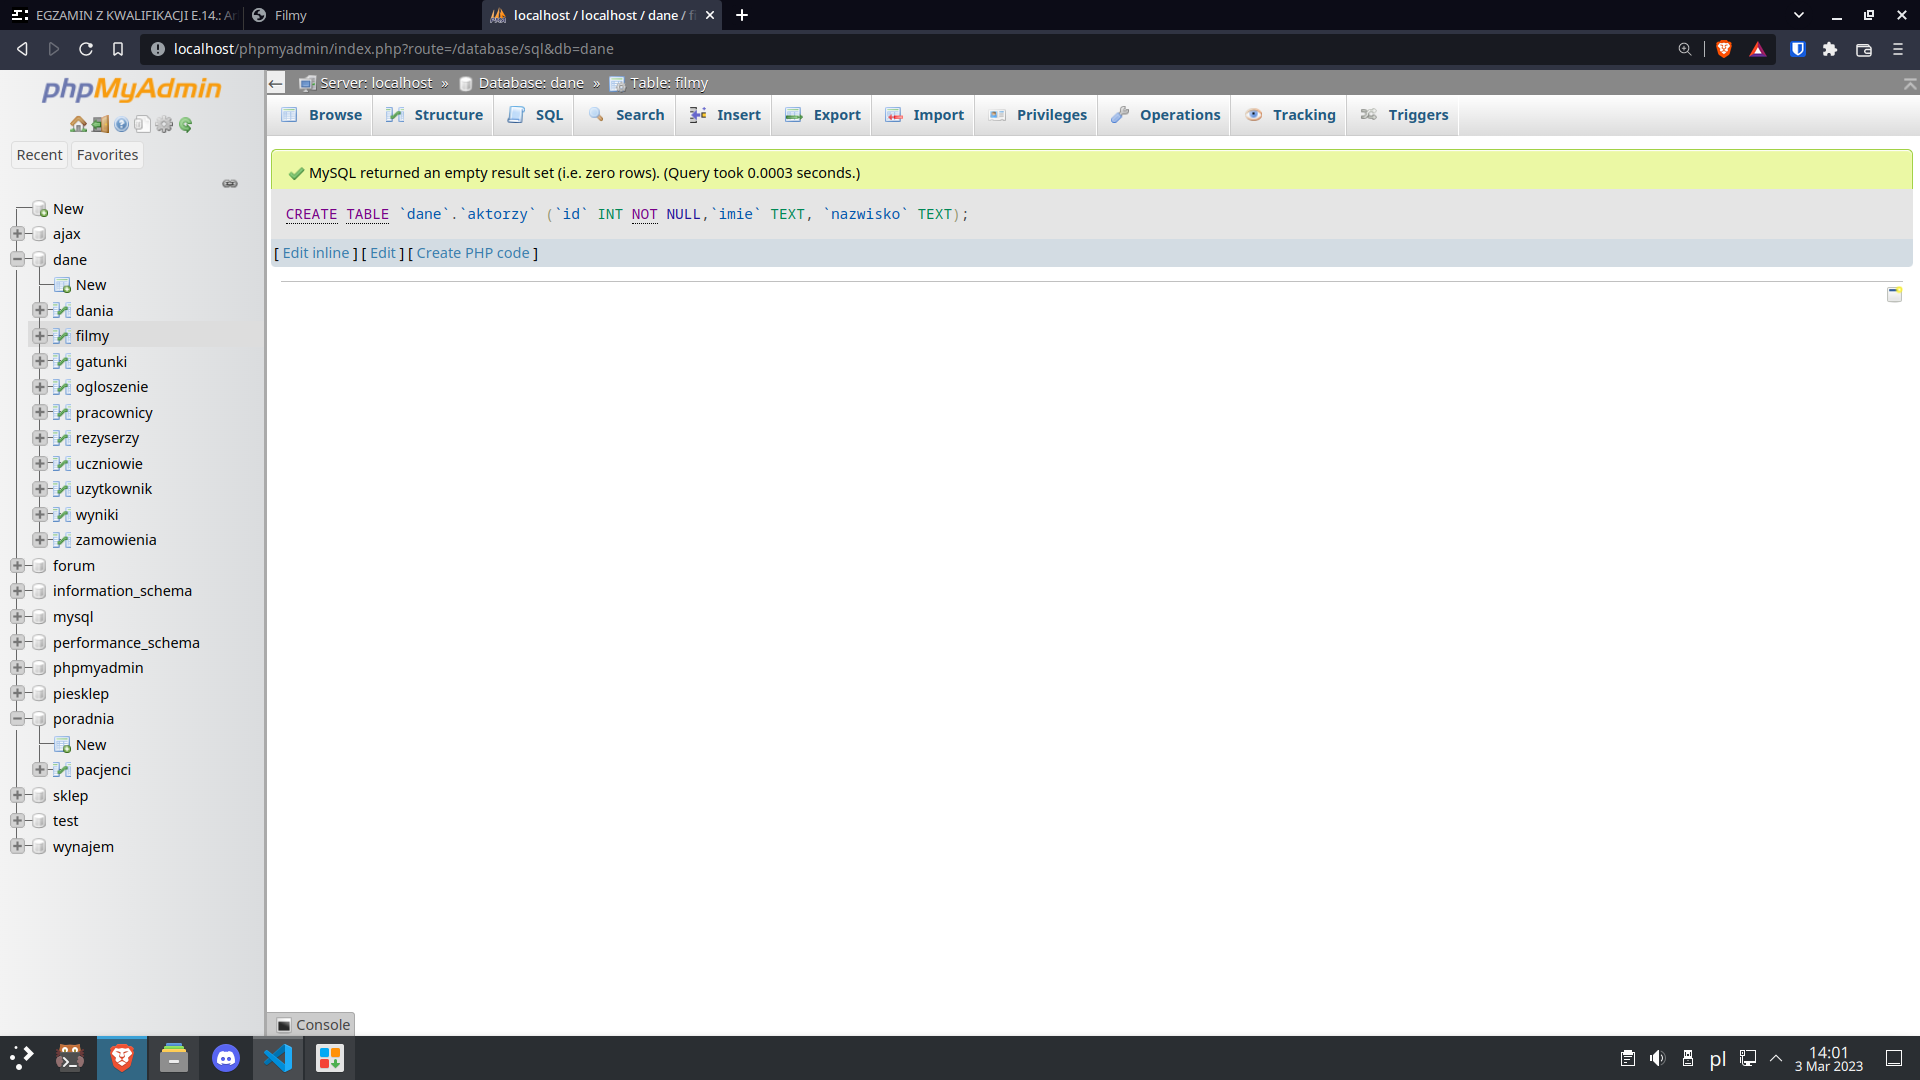 EGZAMIN Z KWALIFIKACJI E.14.: Ar
Filmy
localhost / localhost / dane / fi
localhost/phpmyadmin/index.php?route=/database/sql&db=dane
phpMyAdmin
Server: localhost » Database: dane » Table: filmy
Browse Structure SQL Search Insert Export Import Privileges Operations Tracking Triggers
Recent Favorites
New
ajax
dane
New
dania
filmy
gatunki
ogloszenie
pracownicy
rezyserzy
uczniowie
uzytkownik
wyniki
zamowienia
forum
information_schema
mysql
performance_schema
phpmyadmin
piesklep
poradnia
New
pacjenci
sklep
test
wynajem
MySQL returned an empty result set (i.e. zero rows). (Query took 0.0003 seconds.)
CREATE TABLE `dane`.`aktorzy` (`id` INT NOT NULL,`imie` TEXT, `nazwisko` TEXT);
[ Edit inline ] [ Edit ] [ Create PHP code ]
Console
pl
14:01
3 Mar 2023